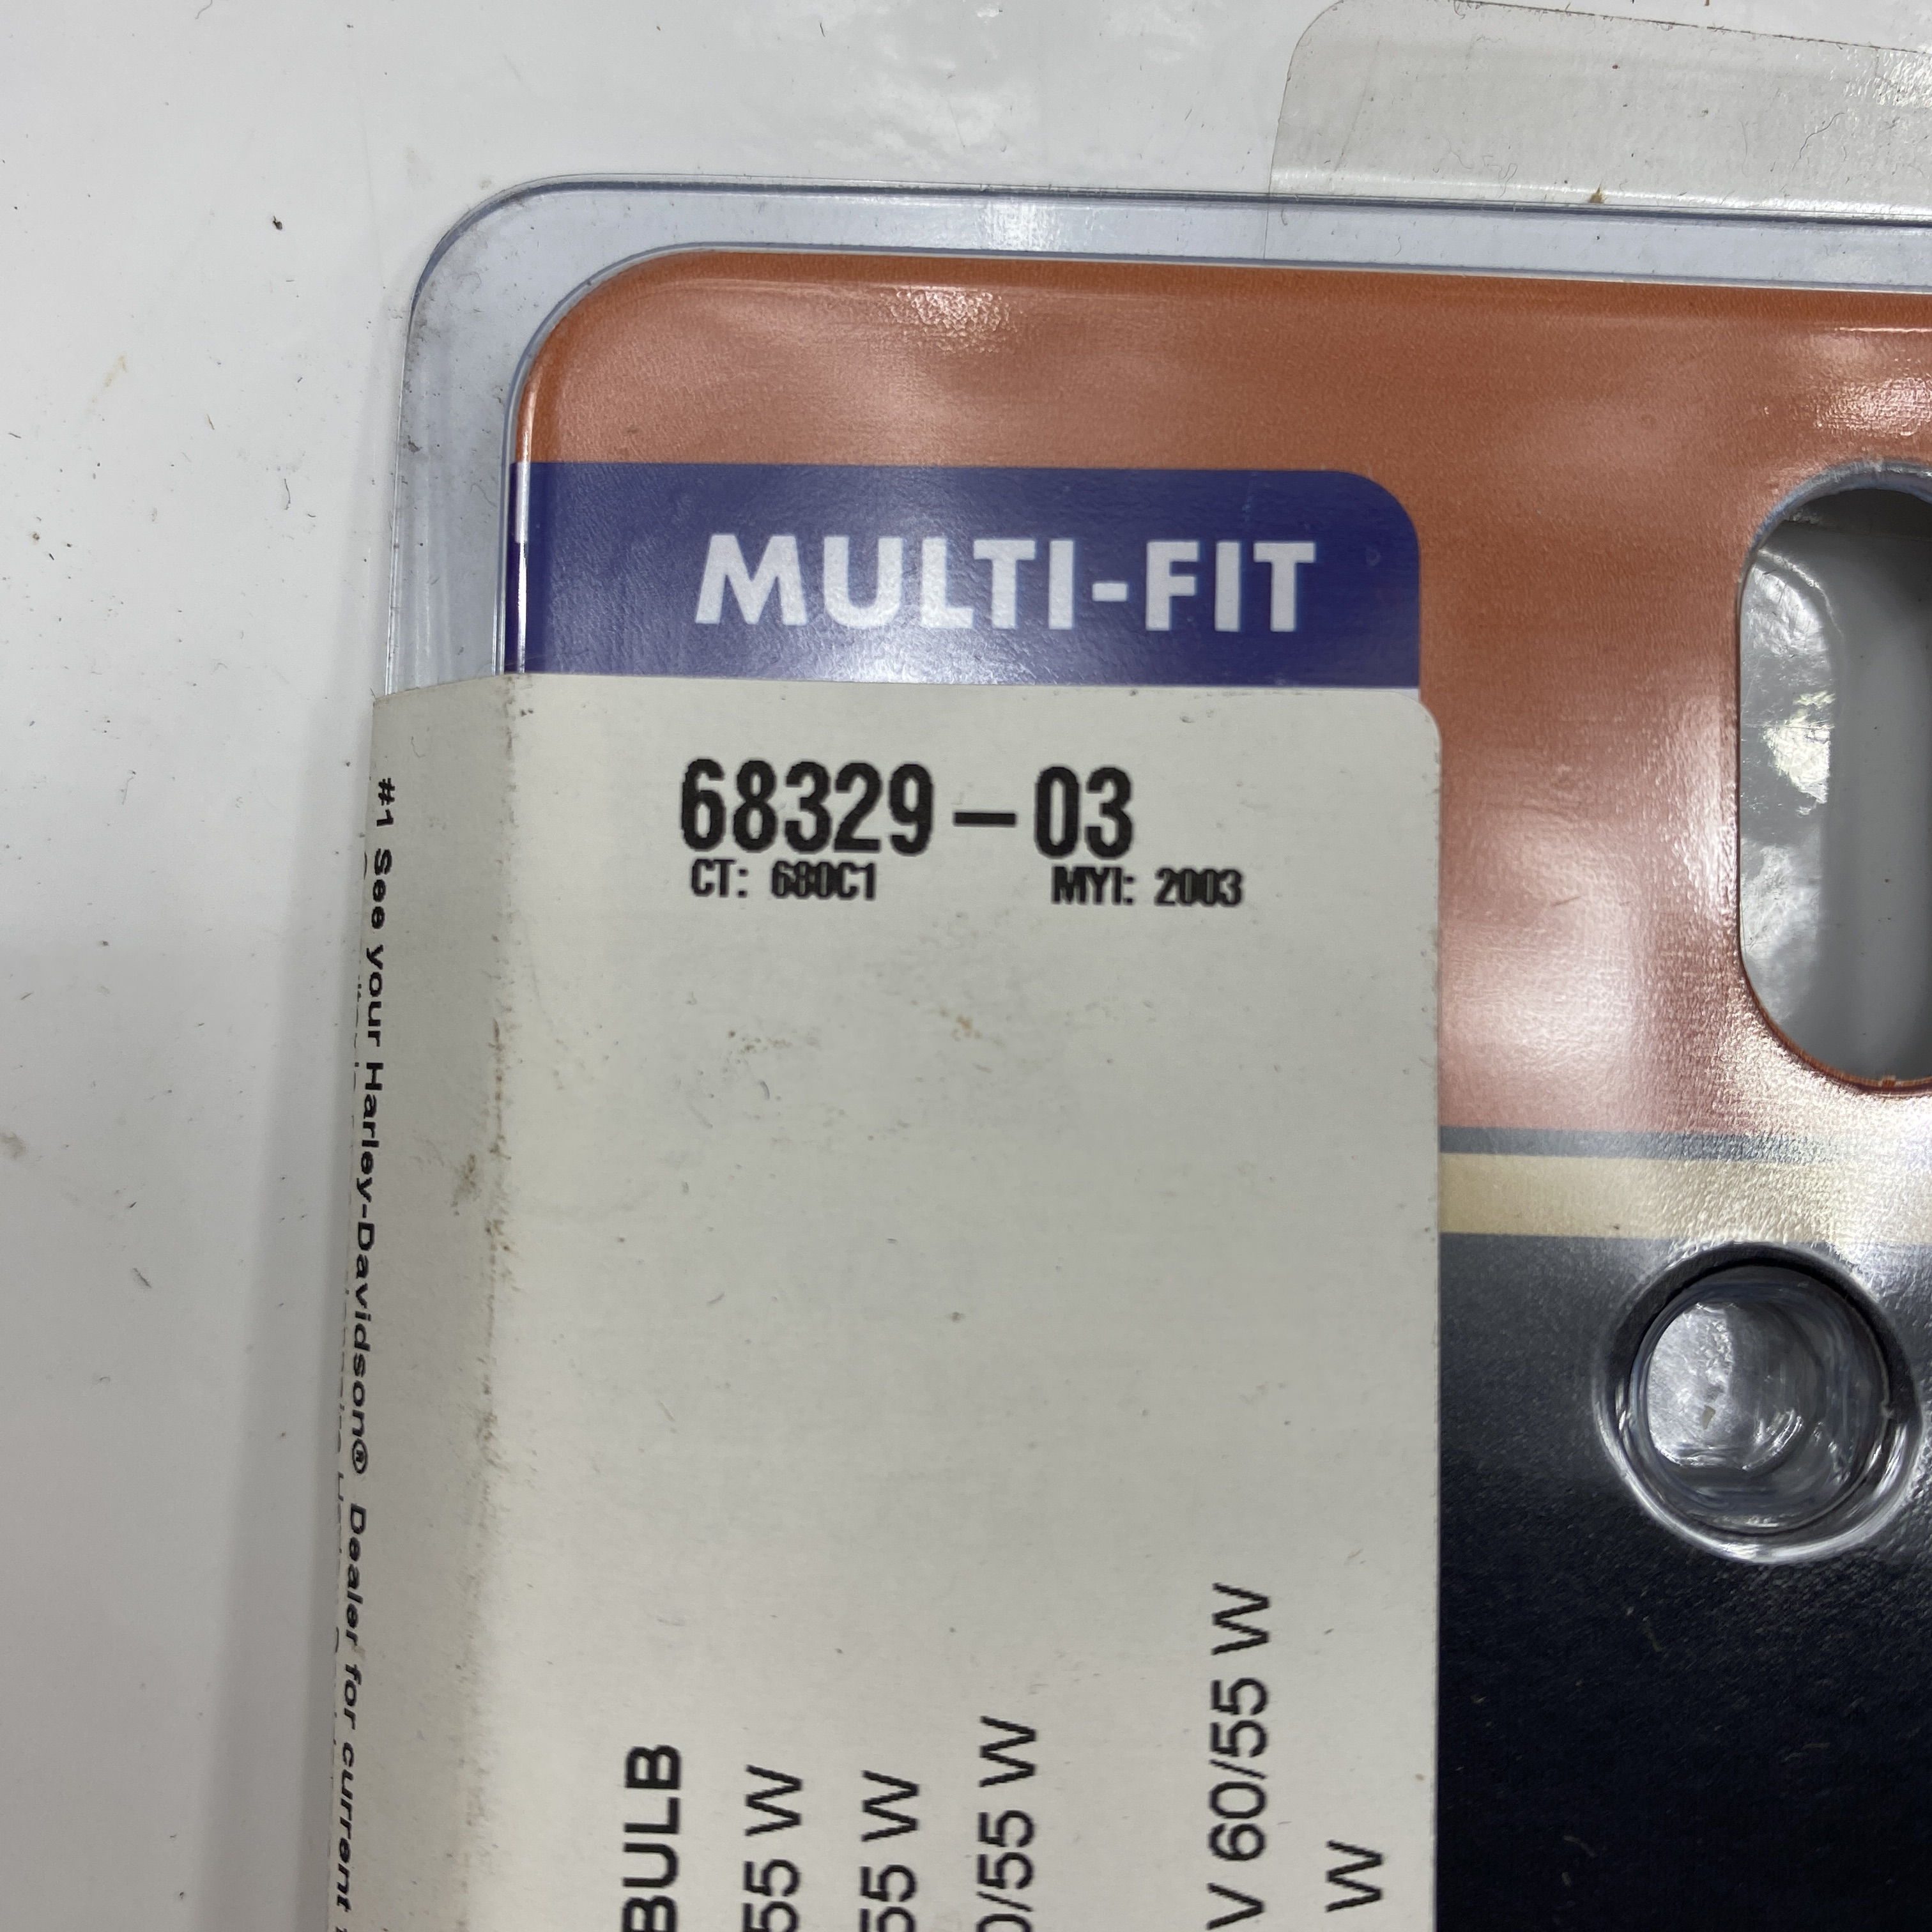 MULTI-FIT
68329-03
CT: 680C1 MYI: 2003
#1 See your Harley-Davidson® Dealer for current
BULB
55 W
55 W
0/55 W
V 60/55 W
W